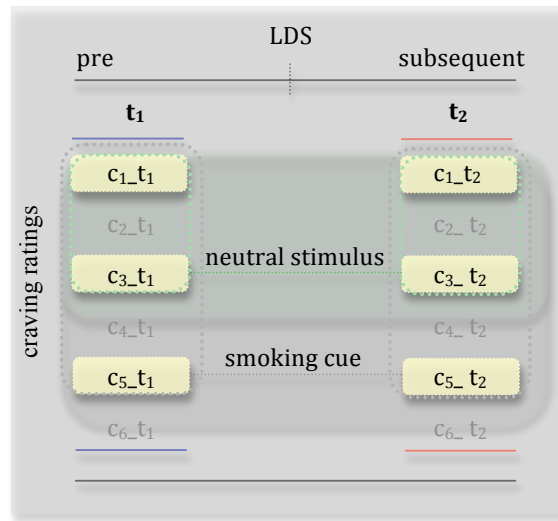 LDS
pre subsequent
t₁ t₂
craving ratings
c₁_t₁ c₁_t₂
c₂_t₁ c₂_ t₂
neutral stimulus
c₃_t₁ c₃_ t₂
c₄_t₁ c₄_ t₂
smoking cue
c₅_t₁ c₅_ t₂
c₆_t₁ c₆_ t₂